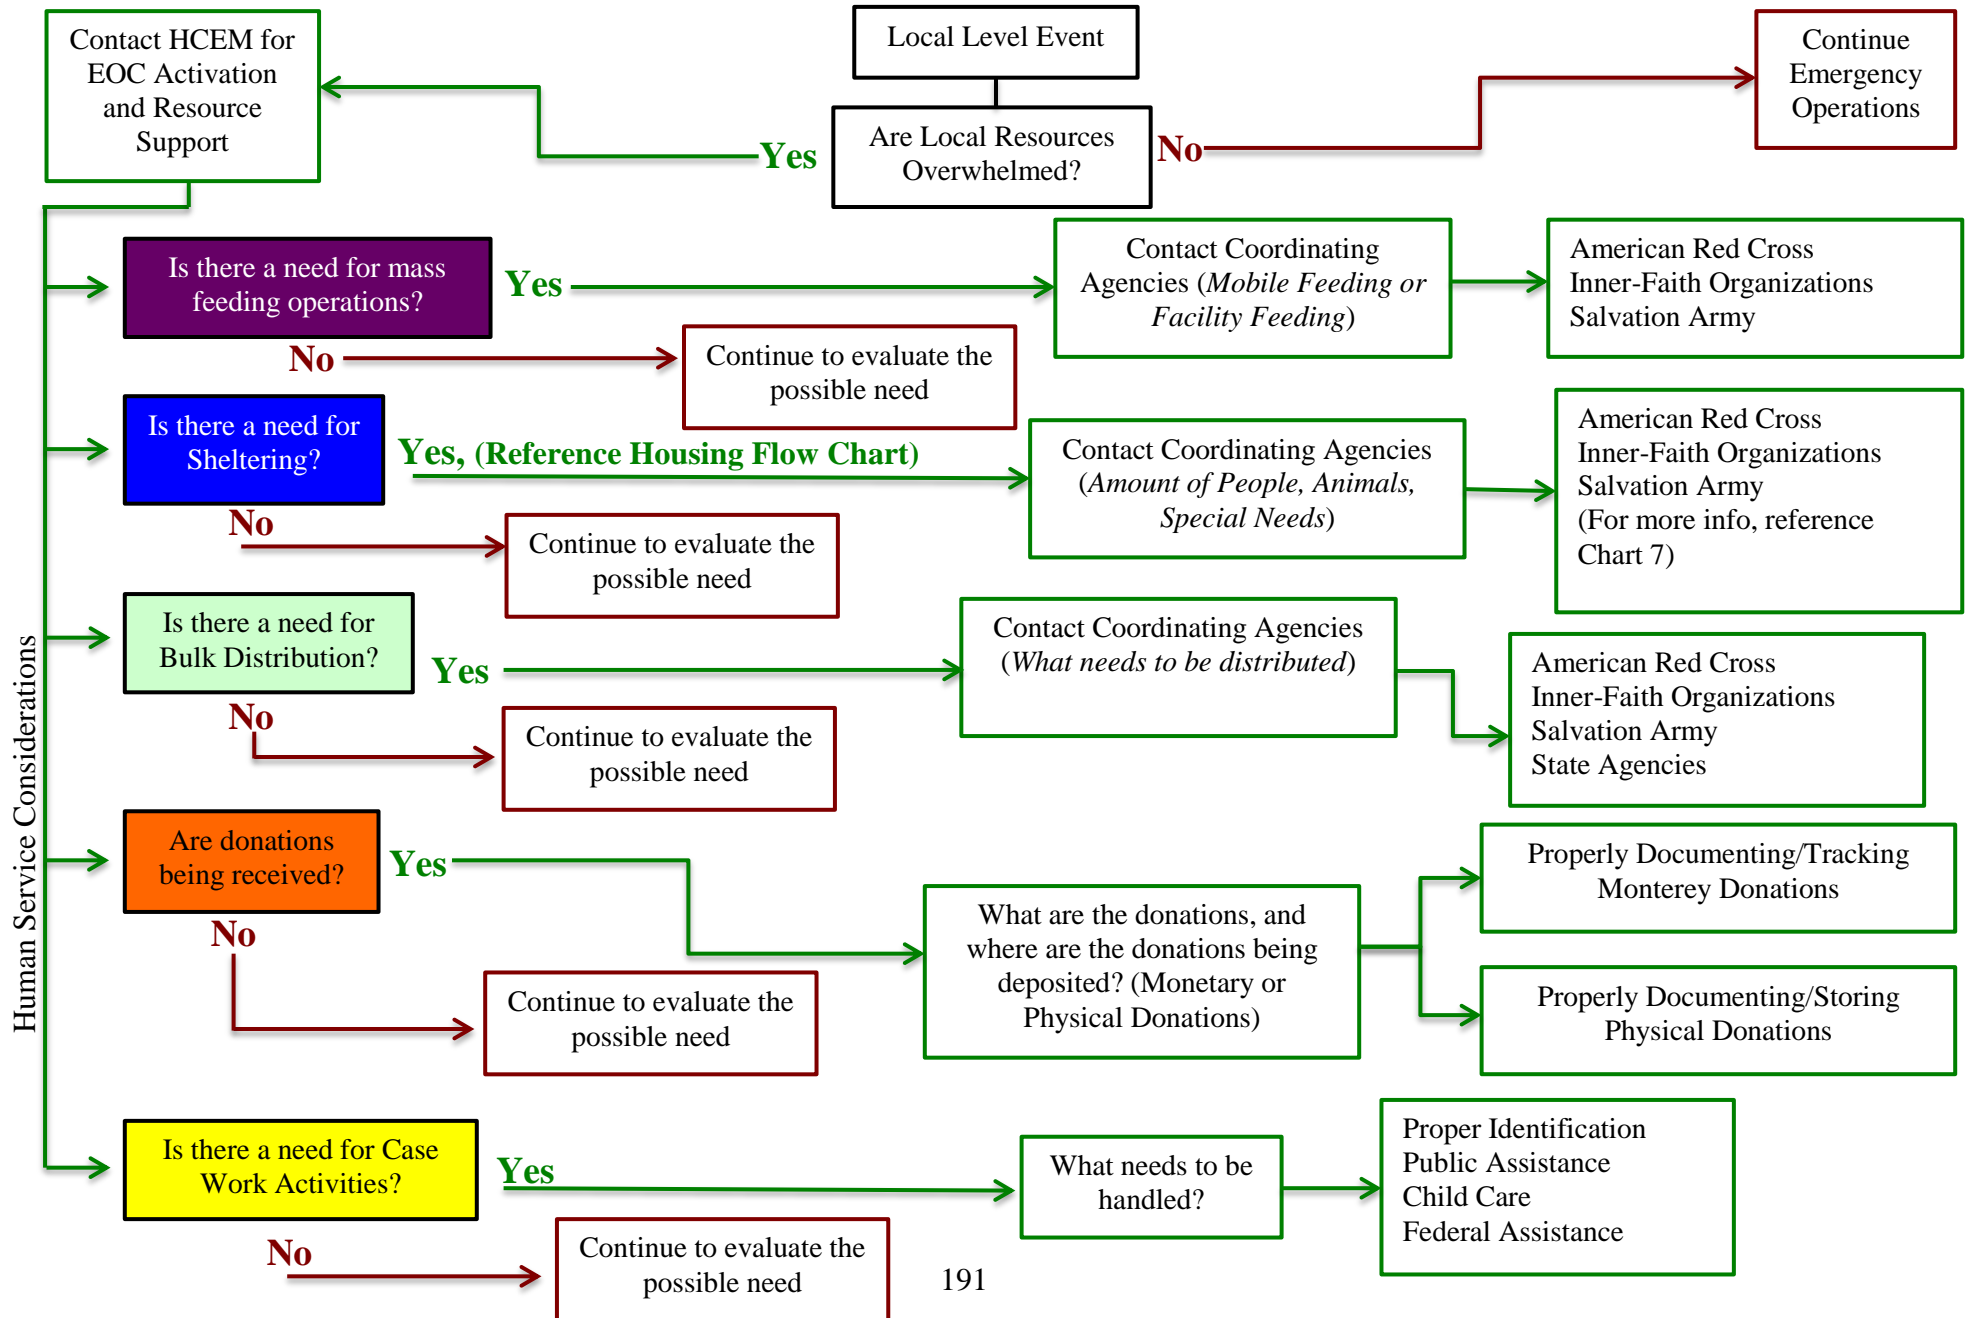 Contact HCEM for
EOC Activation
and Resource
Support
Local Level Event
Continue
Emergency
Operations
Are Local Resources
Overwhelmed?
Yes
No
Human Service Considerations
Is there a need for mass
feeding operations?
Yes
Contact Coordinating
Agencies (Mobile Feeding or
Facility Feeding)
American Red Cross
Inner-Faith Organizations
Salvation Army
No
Continue to evaluate the
possible need
Is there a need for
Sheltering?
Yes, (Reference Housing Flow Chart)
Contact Coordinating Agencies
(Amount of People, Animals,
Special Needs)
American Red Cross
Inner-Faith Organizations
Salvation Army
(For more info, reference
Chart 7)
No
Continue to evaluate the
possible need
Is there a need for
Bulk Distribution?
Yes
Contact Coordinating Agencies
(What needs to be distributed)
American Red Cross
Inner-Faith Organizations
Salvation Army
State Agencies
No
Continue to evaluate the
possible need
Are donations
being received?
Yes
What are the donations, and
where are the donations being
deposited? (Monetary or
Physical Donations)
Properly Documenting/Tracking
Monterey Donations
Properly Documenting/Storing
Physical Donations
No
Continue to evaluate the
possible need
Is there a need for Case
Work Activities?
Yes
What needs to be
handled?
Proper Identification
Public Assistance
Child Care
Federal Assistance
No
Continue to evaluate the
possible need
191